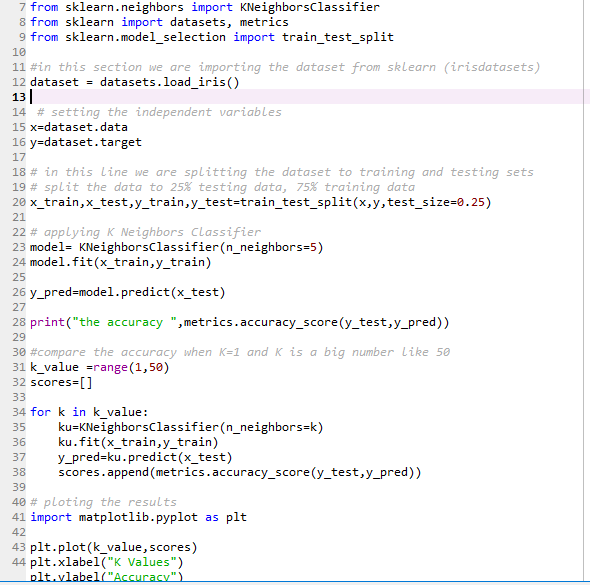 7 from sklearn.neighbors import KNeighborsClassifier
8 from sklearn import datasets, metrics
9 from sklearn.model_selection import train_test_split
10
11 #in this section we are importing the dataset from sklearn (irisdatasets)
12 dataset = datasets.load_iris()
13
14 # setting the independent variables
15 x=dataset.data
16 y=dataset.target
17
18 # in this line we are splitting the dataset to training and testing sets
19 # split the data to 25% testing data, 75% training data
20 x_train,x_test,y_train,y_test=train_test_split(x,y,test_size=0.25)
21
22 # applying K Neighbors Classifier
23 model= KNeighborsClassifier(n_neighbors=5)
24 model.fit(x_train,y_train)
25
26 y_pred=model.predict(x_test)
27
28 print("the accuracy ",metrics.accuracy_score(y_test,y_pred))
29
30 #compare the accuracy when K=1 and K is a big number like 50
31 k_value =range(1,50)
32 scores=[]
33
34 for k in k_value:
35     ku=KNeighborsClassifier(n_neighbors=k)
36     ku.fit(x_train,y_train)
37     y_pred=ku.predict(x_test)
38     scores.append(metrics.accuracy_score(y_test,y_pred))
39
40 # ploting the results
41 import matplotlib.pyplot as plt
42
43 plt.plot(k_value,scores)
44 plt.xlabel("K Values")
plt.ylabel("Accuracy")